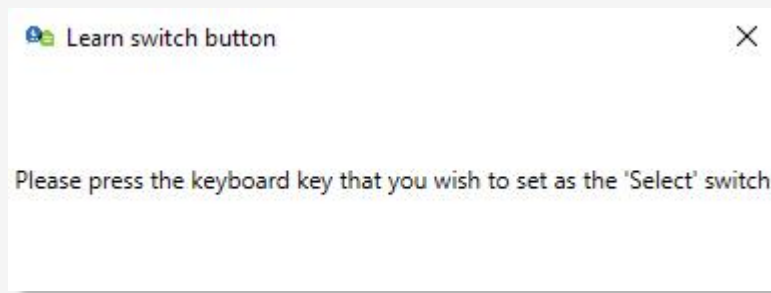 Learn switch button
Please press the keyboard key that you wish to set as the 'Select' switch